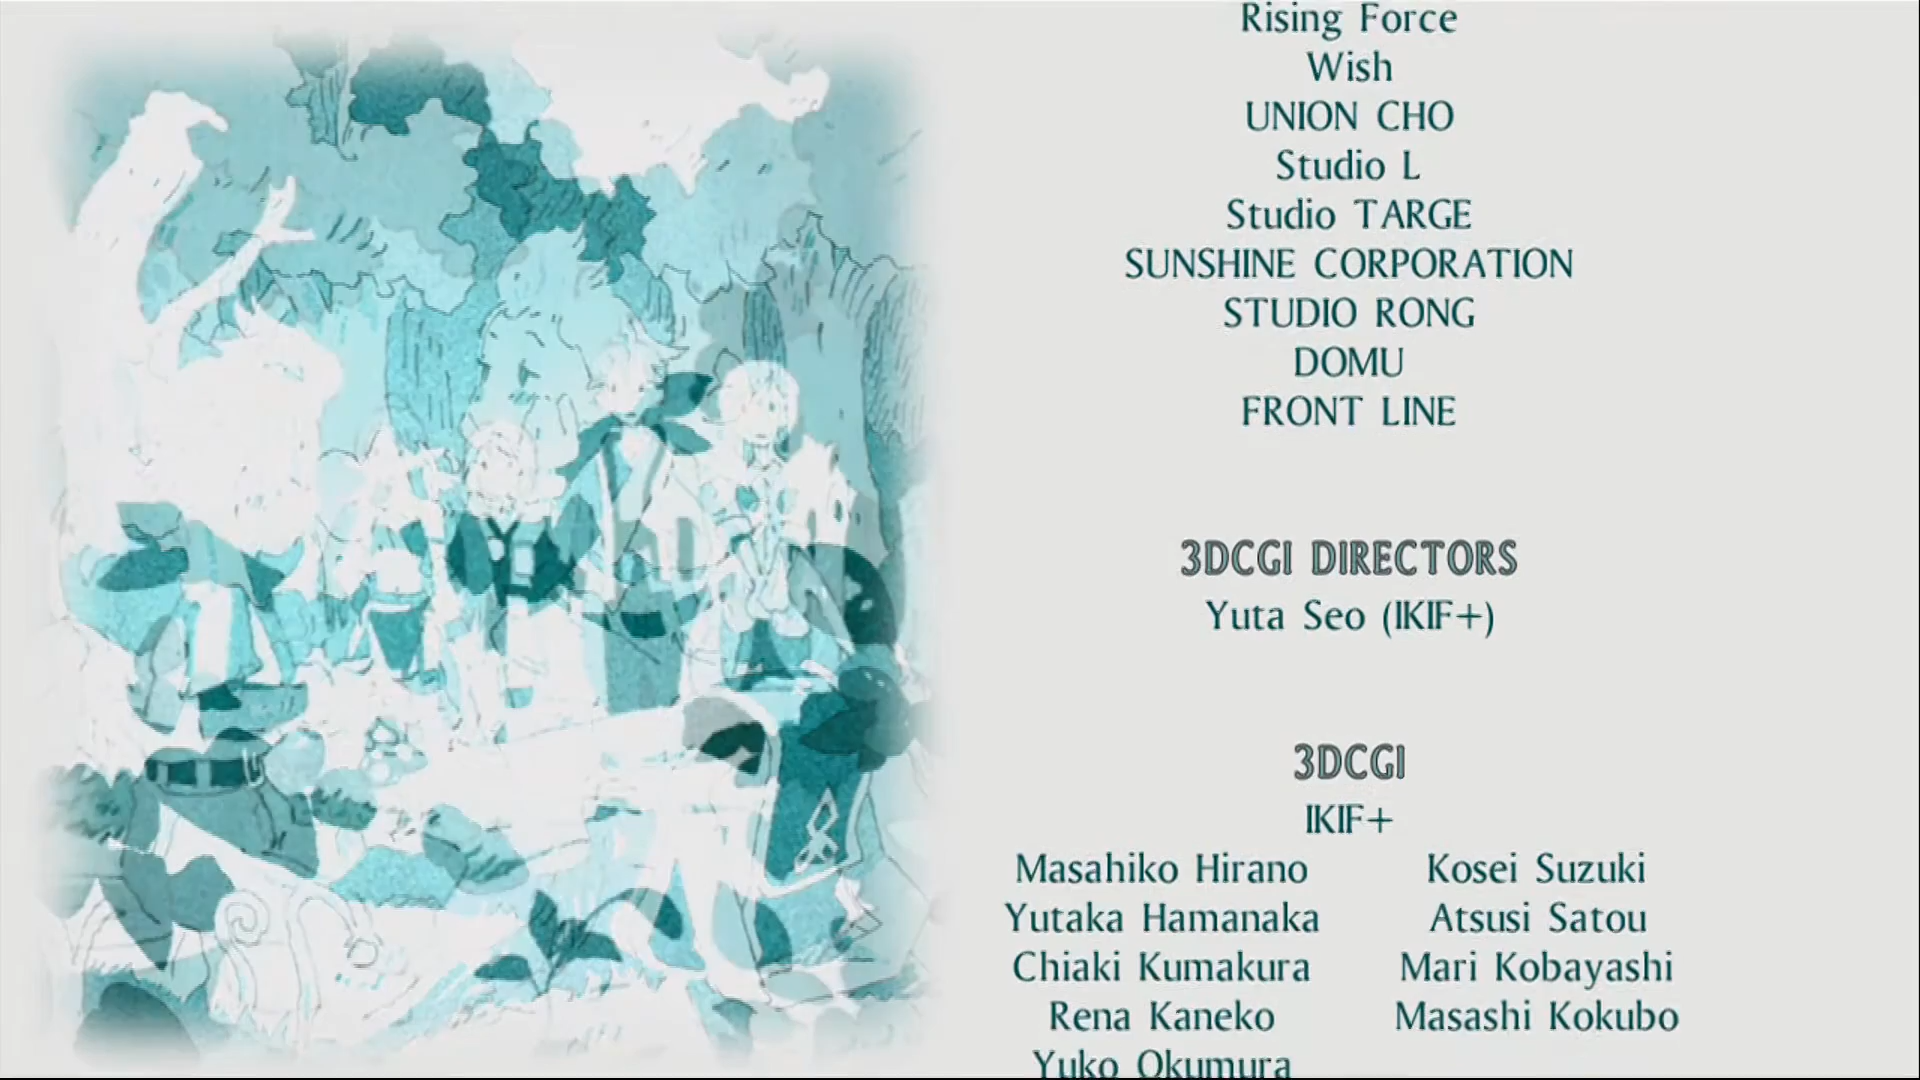 Rising Force
Wish
UNION CHO
Studio L
Studio TARGE
SUNSHINE CORPORATION
STUDIO RONG
DOMU
FRONT LINE
3DCGI DIRECTORS
Yuta Seo (IKIF+)
3DCGI
IKIF+
Masahiko Hirano Kosei Suzuki
Yutaka Hamanaka Atsusi Satou
Chiaki Kumakura Mari Kobayashi
Rena Kaneko Masashi Kokubo
Yuko Okumura